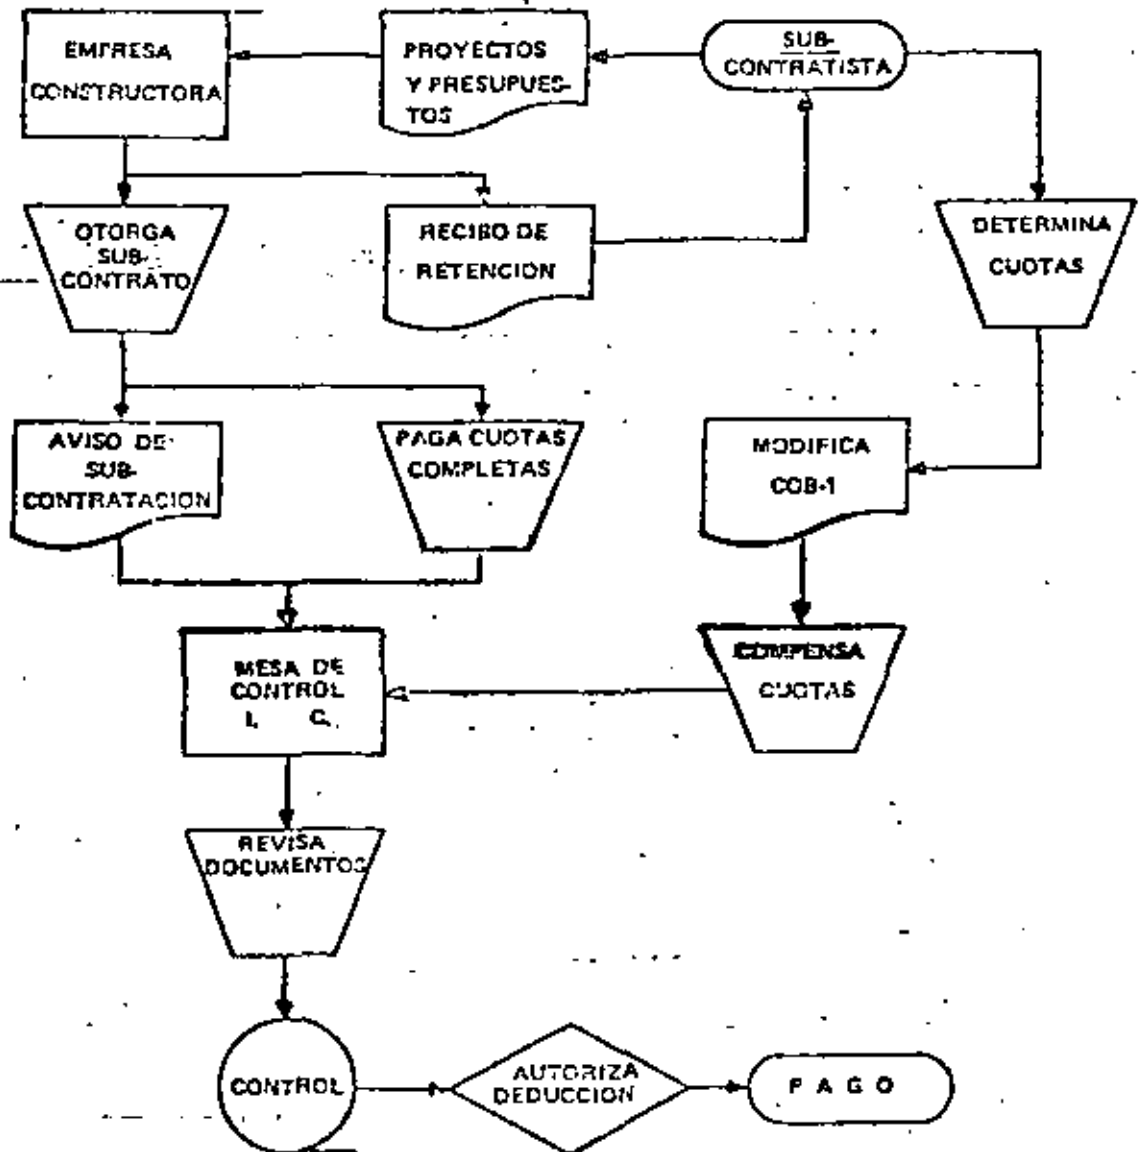 EMPRESA
CONSTRUCTORA
PROYECTOS
Y PRESUPUES-
TOS
SUB-
CONTRATISTA
OTORGA
SUB-
CONTRATO
RECIBO DE
RETENCION
DETERMINA
CUOTAS
AVISO DE
SUB-
CONTRATACION
PAGA CUOTAS
COMPLETAS
MODIFICA
COB-1
MESA DE
CONTROL
I. C.
COMPENSA
CUOTAS
REVISA
DOCUMENTOS
CONTROL
AUTORIZA
DEDUCCION
PAGO